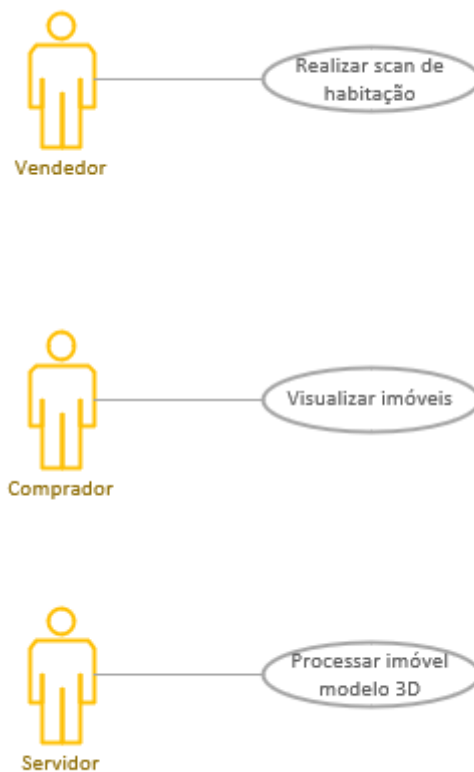 Realizar scan de
habitação
Vendedor
Visualizar imóveis
Comprador
Processar imóvel
modelo 3D
Servidor